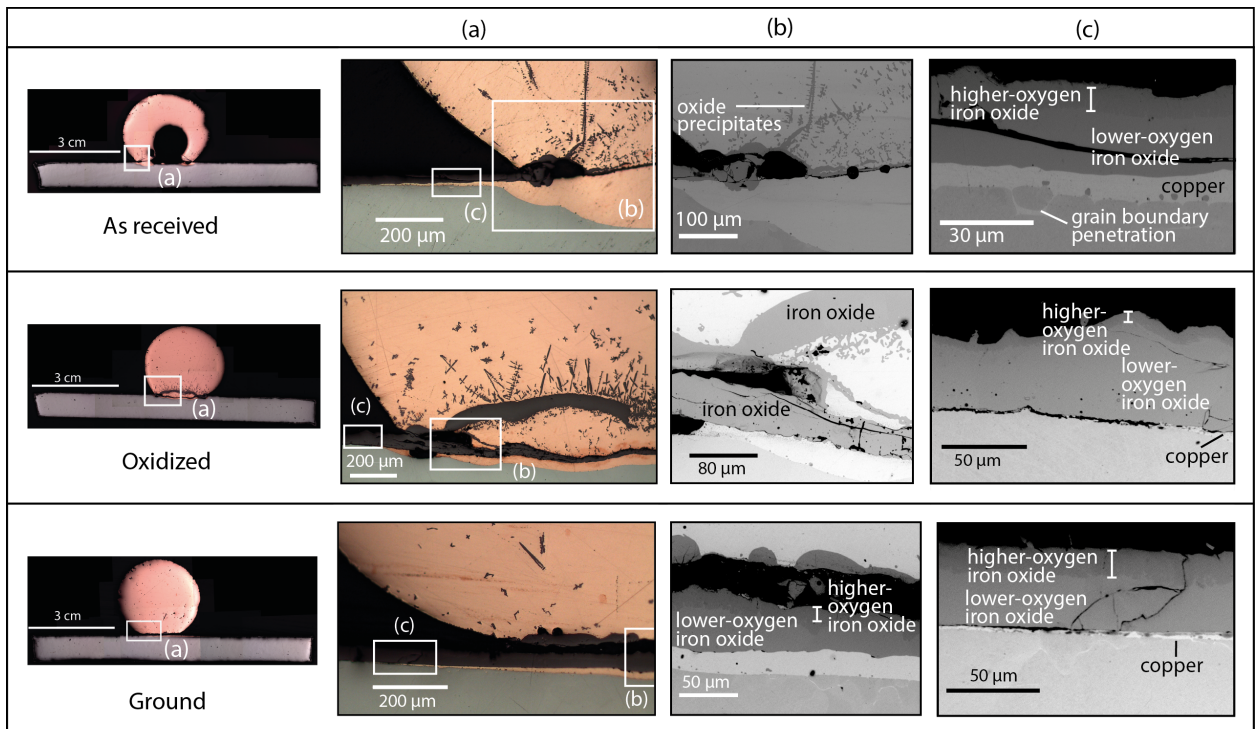 (a)
(b)
(c)
3 cm
(a)
As received
(c)
(b)
200 µm
oxide
precipitates
100 µm
higher-oxygen
iron oxide
lower-oxygen
iron oxide
copper
grain boundary
penetration
30 µm
3 cm
(a)
Oxidized
(c)
200 µm
(b)
iron oxide
iron oxide
80 µm
higher-
oxygen
iron oxide
lower-
oxygen
iron oxide
50 µm
copper
3 cm
(a)
Ground
(c)
200 µm
(b)
higher-
oxygen
iron oxide
lower-oxygen
iron oxide
50 µm
higher-oxygen
iron oxide
lower-oxygen
iron oxide
copper
50 µm